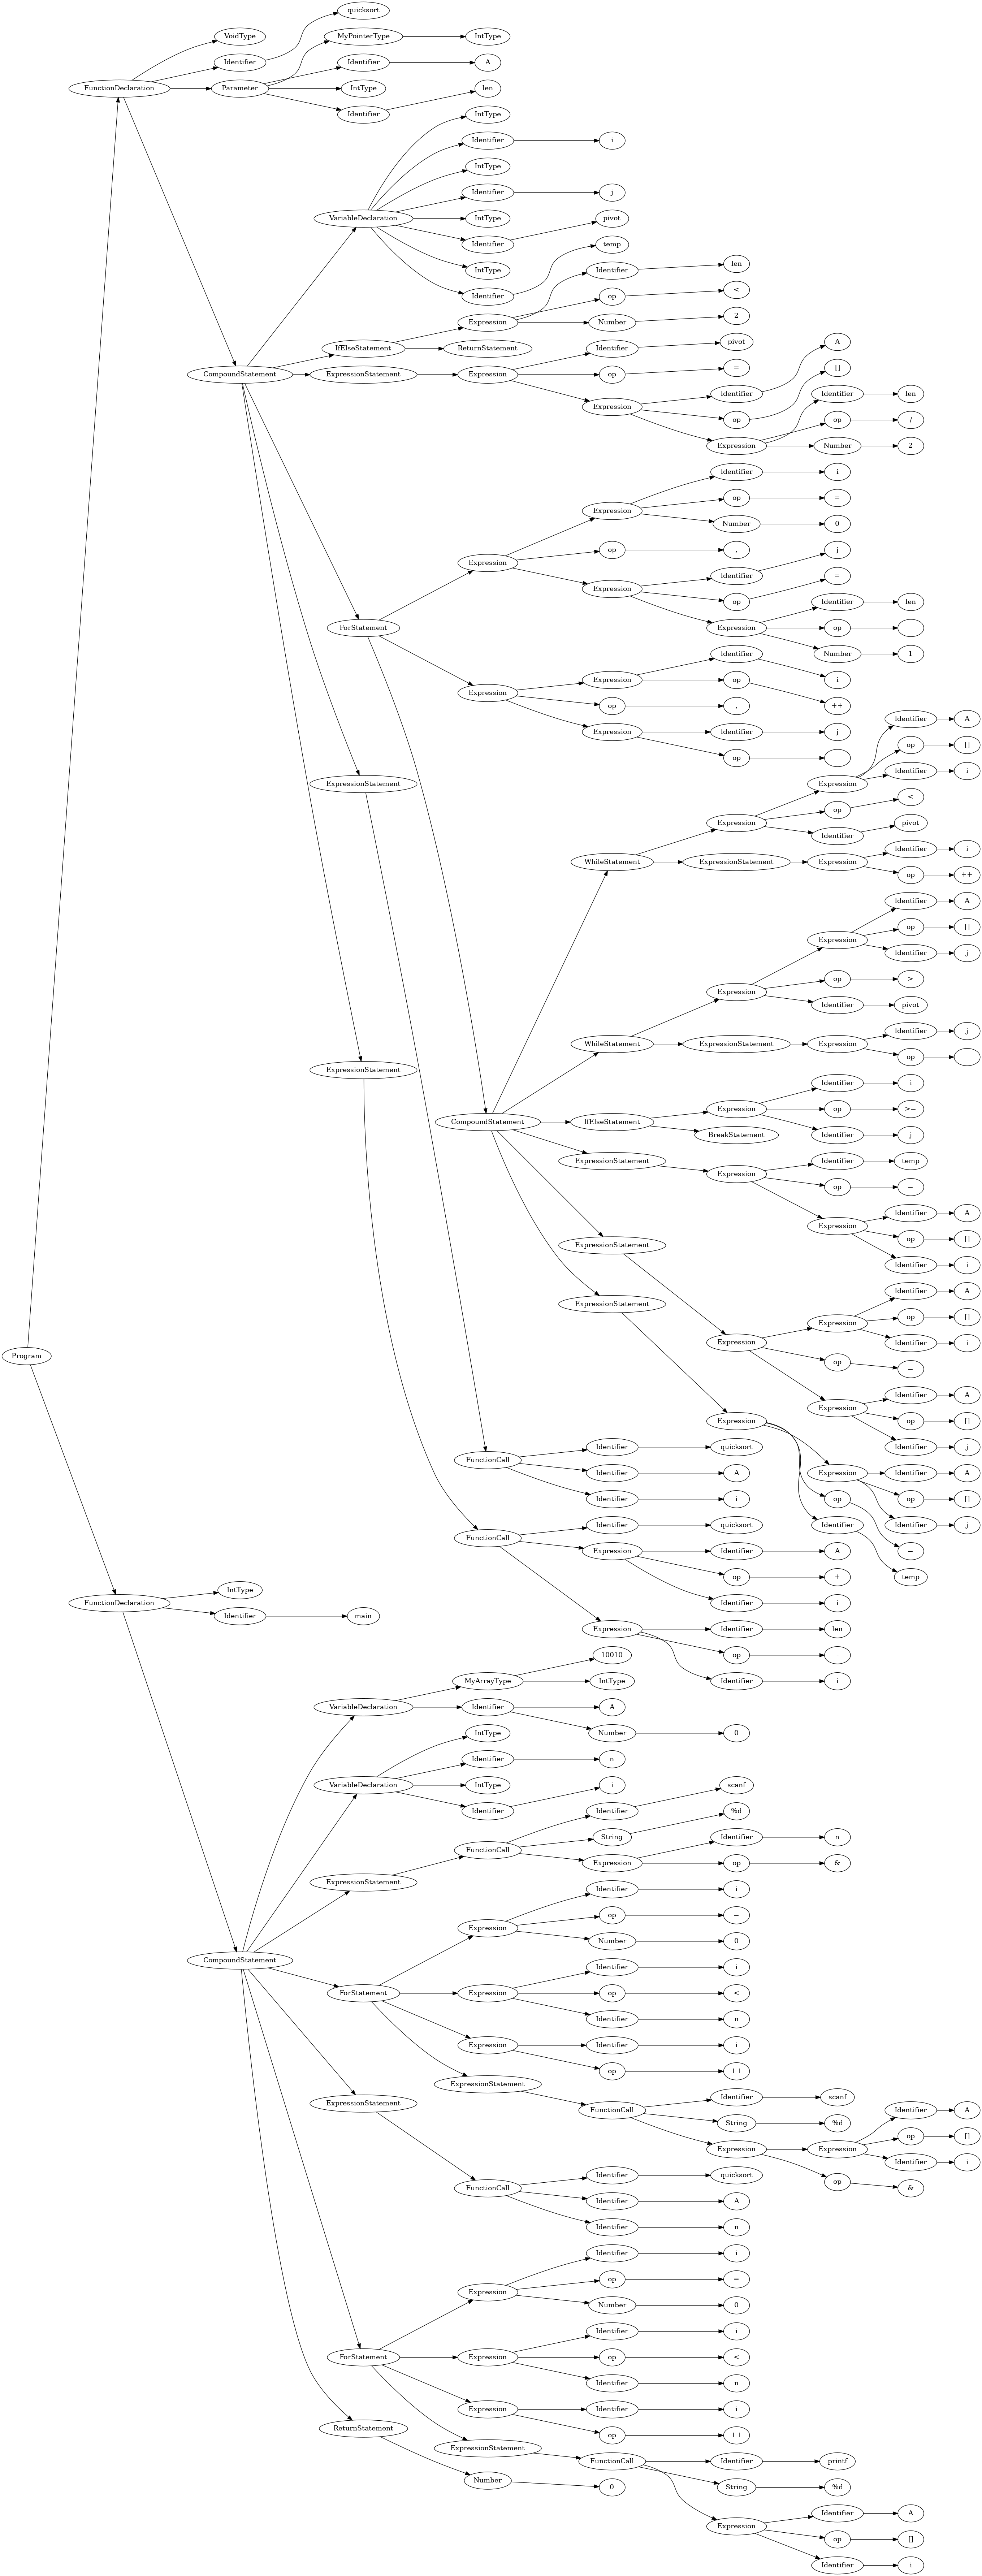 quicksort
VoidType MyPointerType IntType
Identifier Identifier A
FunctionDeclaration Parameter IntType len
Identifier IntType
Identifier i
IntType
Identifier j
VariableDeclaration IntType pivot
Identifier temp
len
IntType Identifier
<
Identifier op
2
Expression Number
pivot A
IfElseStatement ReturnStatement Identifier
= []
CompoundStatement ExpressionStatement Expression op
Identifier Identifier len
Expression
op op /
Expression Number 2
Identifier i
op =
Expression
Number 0
op , j
Expression
Identifier =
Expression
op Identifier len
ForStatement Expression op -
Identifier Number 1
Expression op i
Expression
op , ++
Identifier A
Expression Identifier j
op []
op --
Identifier i
ExpressionStatement Expression
<
op
Expression pivot
Identifier
Identifier i
WhileStatement ExpressionStatement Expression
op ++
Identifier A
op []
Expression
Identifier j
op >
Expression
Identifier pivot
Identifier j
WhileStatement ExpressionStatement Expression
op --
ExpressionStatement
Identifier i
Expression op >=
CompoundStatement IfElseStatement
BreakStatement Identifier j
ExpressionStatement Identifier temp
Expression
op =
Identifier A
Expression
op []
ExpressionStatement
Identifier i
Identifier A
ExpressionStatement
op []
Expression
Expression Identifier i
Program
op =
Identifier A
Expression
Expression op []
Identifier quicksort Identifier j
FunctionCall
Identifier A Expression Identifier A
Identifier i op op []
Identifier quicksort Identifier Identifier j
FunctionCall
Expression Identifier A =
op + temp
IntType
FunctionDeclaration Identifier i
Identifier main
Expression Identifier len
10010 op -
MyArrayType IntType Identifier i
VariableDeclaration Identifier A
IntType Number 0
Identifier n
VariableDeclaration IntType i scanf
Identifier Identifier %d
String Identifier n
FunctionCall
Expression op &
ExpressionStatement
Identifier i
op =
Expression
Number 0
CompoundStatement
Identifier i
ForStatement Expression op <
Identifier n
Expression Identifier i
op ++
ExpressionStatement
Identifier scanf
ExpressionStatement
FunctionCall Identifier A
String %d
op []
Expression Expression
Identifier i
Identifier quicksort
op
FunctionCall &
Identifier A
Identifier n
Identifier i
op =
Expression
Number 0
Identifier i
ForStatement Expression op <
Identifier n
Expression Identifier i
ReturnStatement
op ++
ExpressionStatement
FunctionCall Identifier printf
Number
0 String %d
Identifier A
Expression
op []
Identifier i